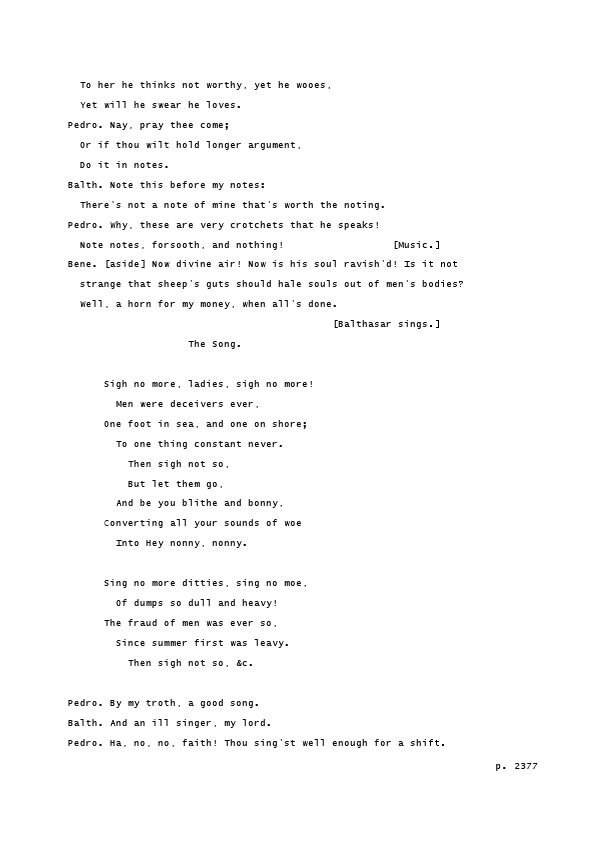 To her he thinks not worthy, yet he wooes,
Yet will he swear he loves.
Pedro. Nay, pray thee come;
Or if thou wilt hold longer argument,
Do it in notes.
Balth. Note this before my notes:
There's not a note of mine that's worth the noting.
Pedro. Why, these are very crotchets that he speaks!
Note notes, forsooth, and nothing! [Music.]
Bene. [aside] Now divine air! Now is his soul ravish'd! Is it not
strange that sheep's guts should hale souls out of men's bodies?
Well, a horn for my money, when all's done.
[Balthasar sings.]
The Song.
Sigh no more, ladies, sigh no more!
Men were deceivers ever,
One foot in sea, and one on shore;
To one thing constant never.
Then sigh not so,
But let them go,
And be you blithe and bonny,
Converting all your sounds of woe
Into Hey nonny, nonny.
Sing no more ditties, sing no moe,
Of dumps so dull and heavy!
The fraud of men was ever so,
Since summer first was leavy.
Then sigh not so, &c.
Pedro. By my troth, a good song.
Balth. And an ill singer, my lord.
Pedro. Ha, no, no, faith! Thou sing'st well enough for a shift.
p. 2377